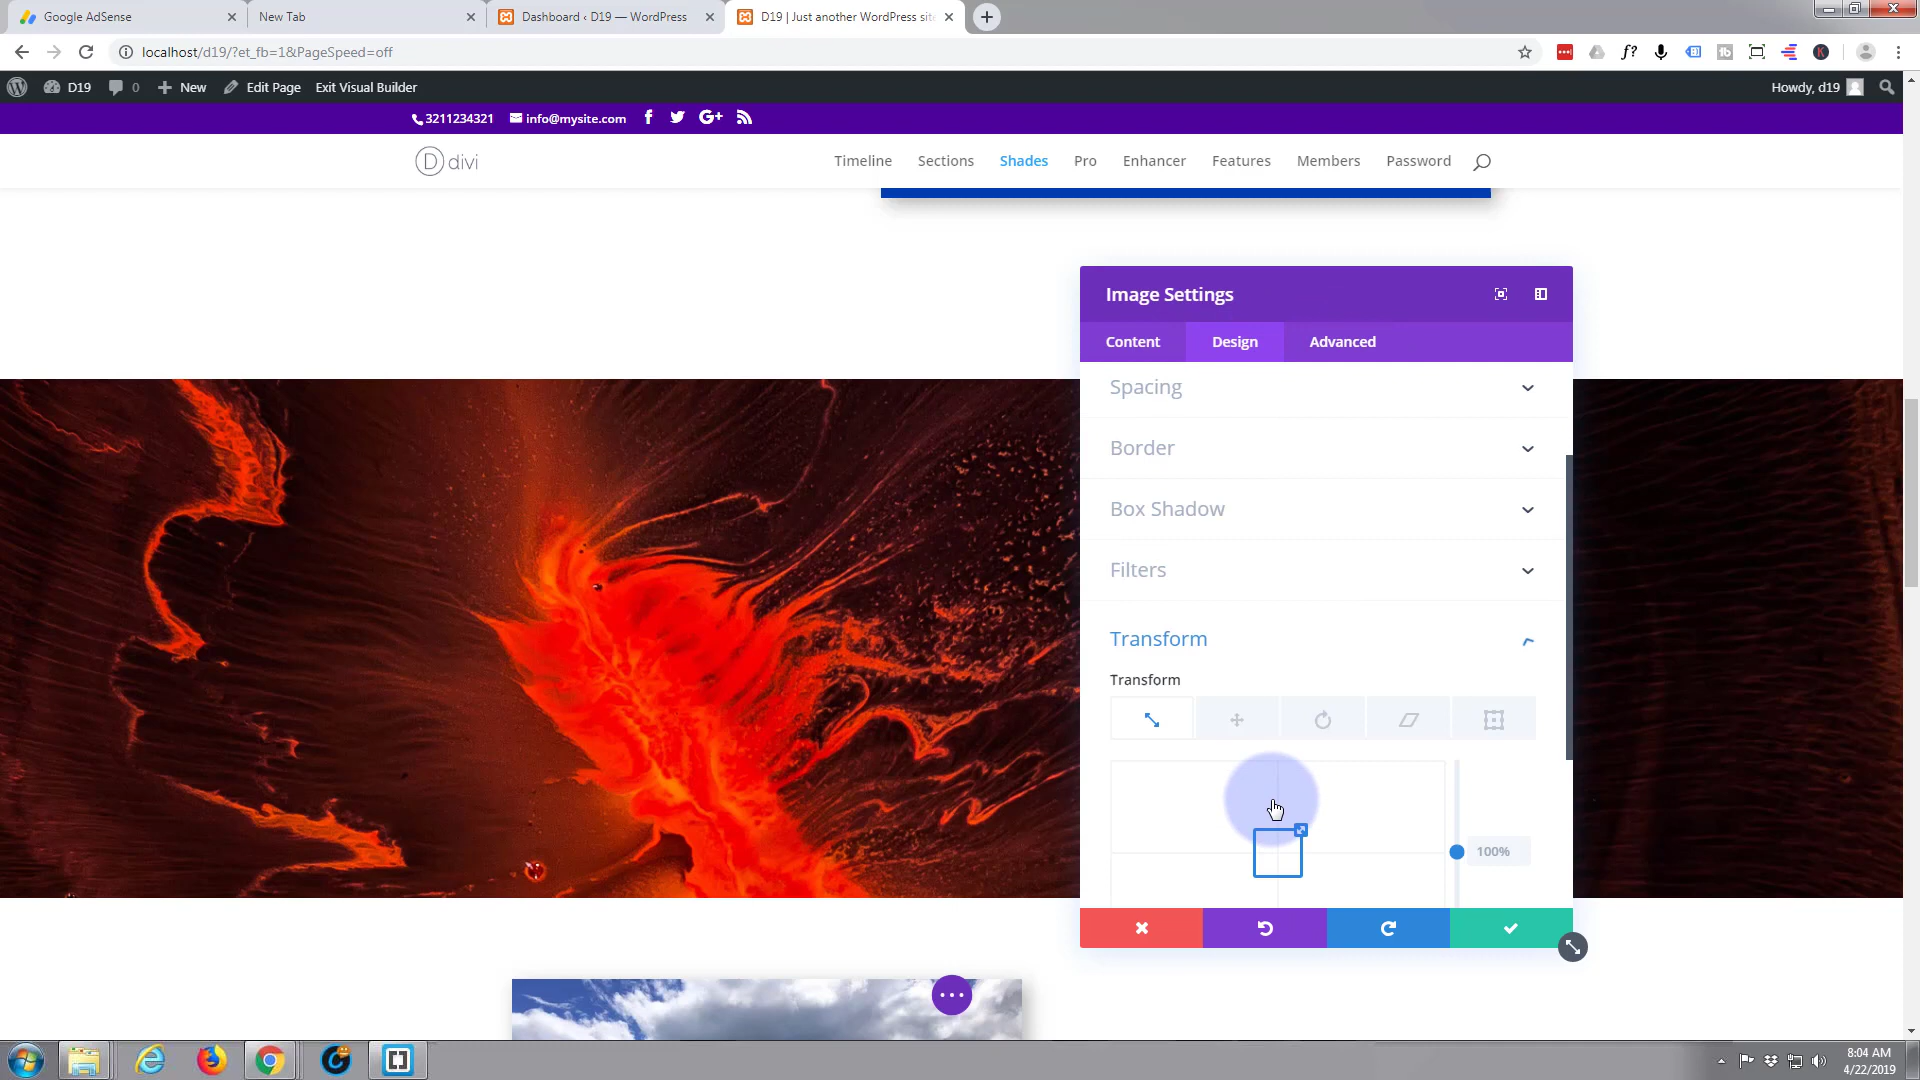 Google AdSense
New Tab
Dashboard ‹ D19 — WordPress
D19 | Just another WordPress site
localhost/d19/?et_fb=1&PageSpeed=off
f?
tb
K
D19
0
New
Edit Page
Exit Visual Builder
Howdy, d19
3211234321
info@mysite.com
G+
D divi
Timeline
Sections
Shades
Pro
Enhancer
Features
Members
Password
Image Settings
Content
Design
Advanced
Spacing
Border
Box Shadow
Filters
Transform
Transform
100%
8:04 AM
4/22/2019